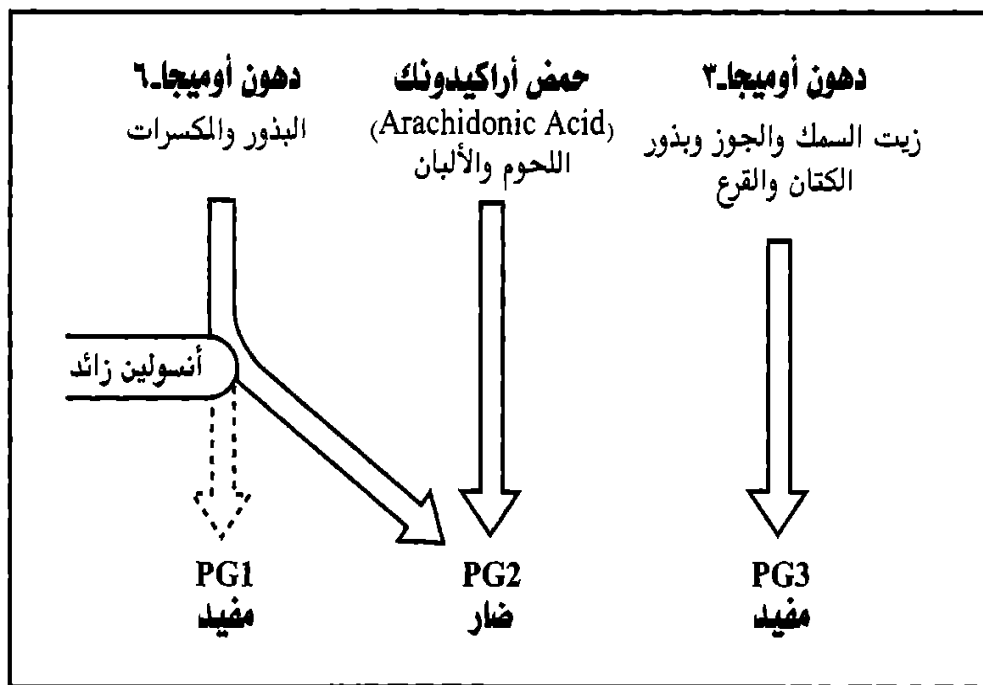 دهون أوميجا-٣
زيت السمك والجوز وبذور
الكتان والقرع
حمض أراكيدونك
(Arachidonic Acid)
اللحوم والألبان
دهون أوميجا-٦
البذور والمكسرات
أنسولين زائد
PG3
مفيد
PG2
ضار
PG1
مفيد